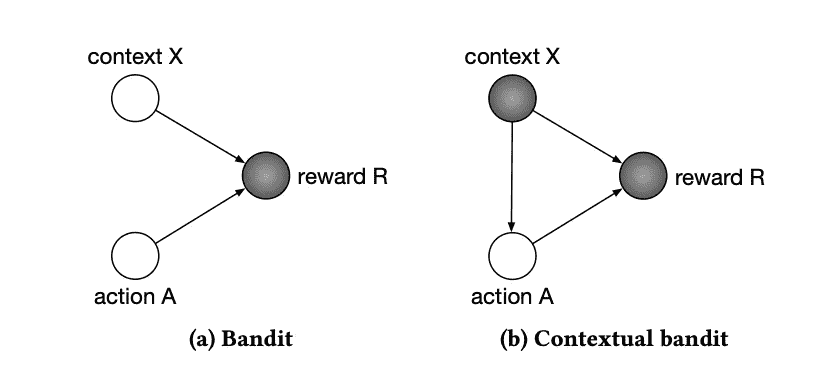 context X
reward R
action A
(a) Bandit
context X
reward R
action A
(b) Contextual bandit